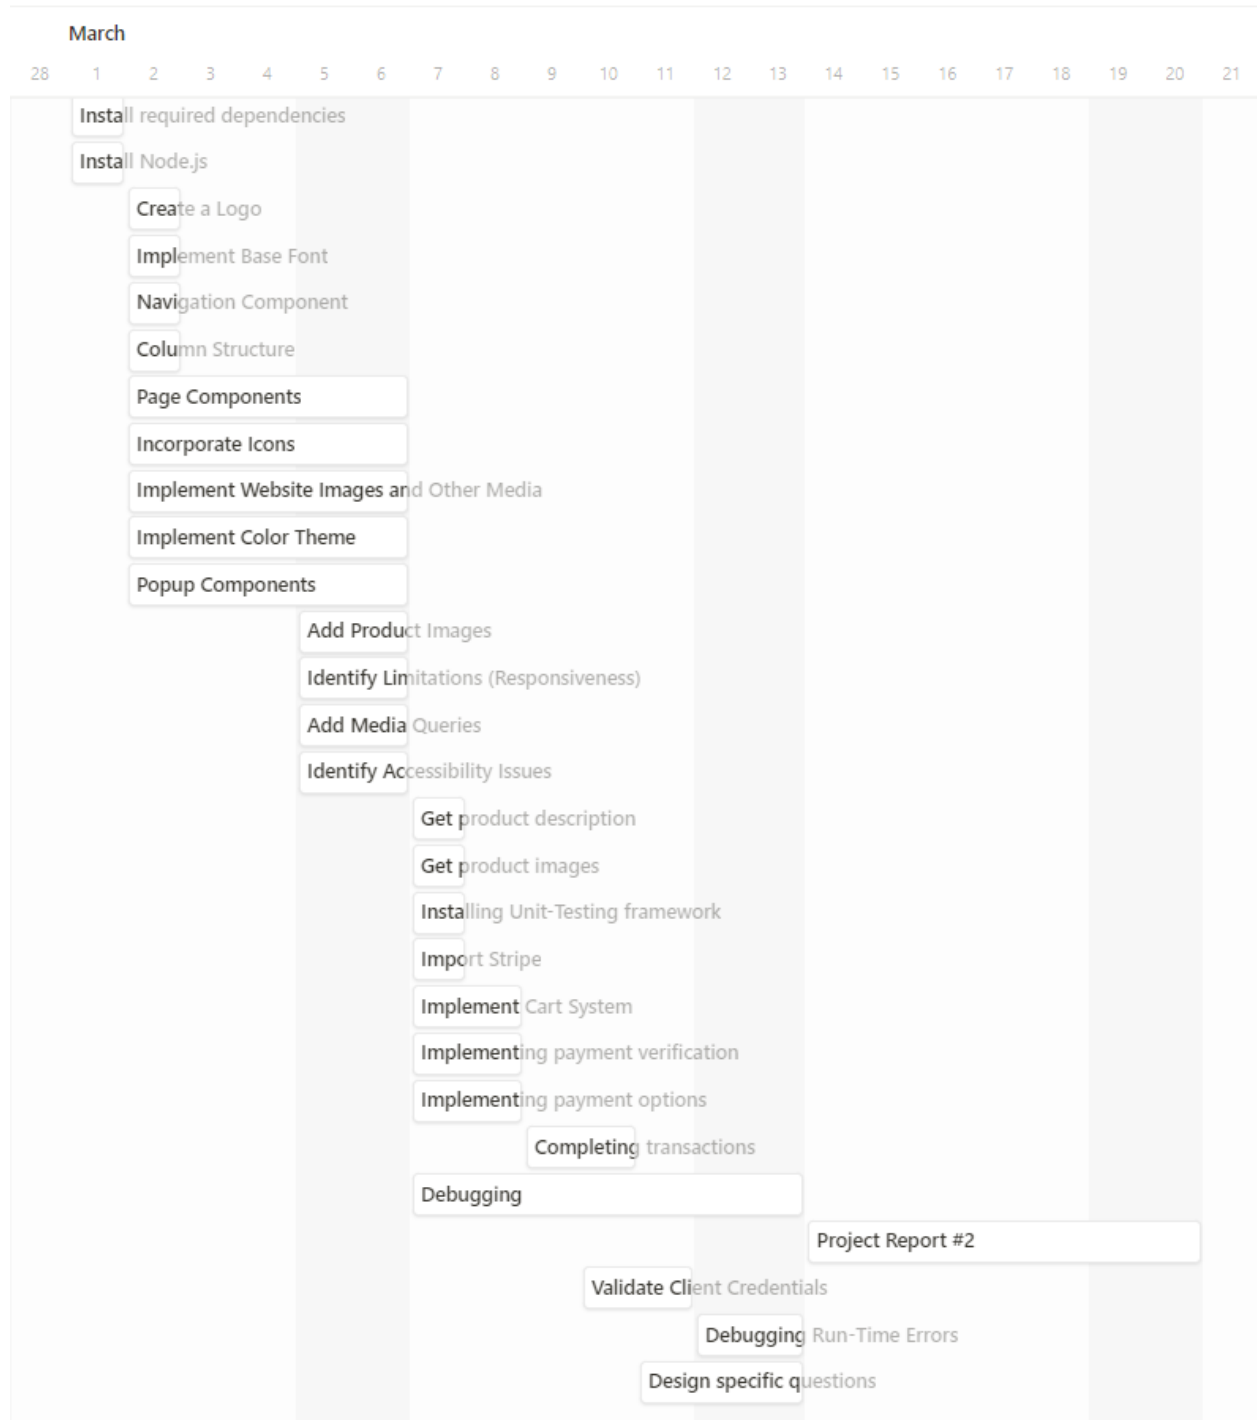 March
28 1 2 3 4 5 6 7 8 9 10 11 12 13 14 15 16 17 18 19 20 21
Install required dependencies
Install Node.js
Create a Logo
Implement Base Font
Navigation Component
Column Structure
Page Components
Incorporate Icons
Implement Website Images and Other Media
Implement Color Theme
Popup Components
Add Product Images
Identify Limitations (Responsiveness)
Add Media Queries
Identify Accessibility Issues
Get product description
Get product images
Installing Unit-Testing framework
Import Stripe
Implement Cart System
Implementing payment verification
Implementing payment options
Completing transactions
Debugging
Project Report #2
Validate Client Credentials
Debugging Run-Time Errors
Design specific questions